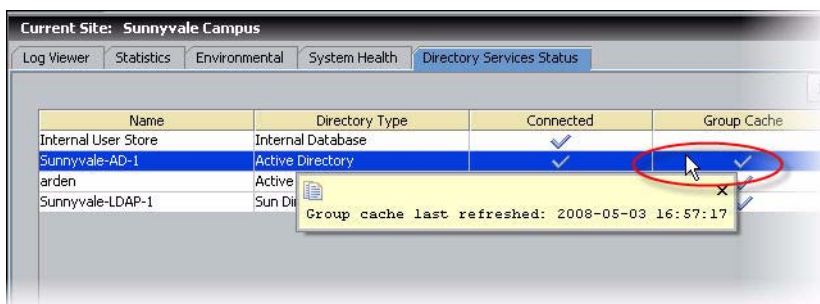 Current Site: Sunnyvale Campus
Log Viewer Statistics Environmental System Health Directory Services Status
Name Directory Type Connected Group Cache
Internal User Store Internal Database
Sunnyvale-AD-1 Active Directory
arden Active
Sunnyvale-LDAP-1 Sun Di
Group cache last refreshed: 2008-05-03 16:57:17